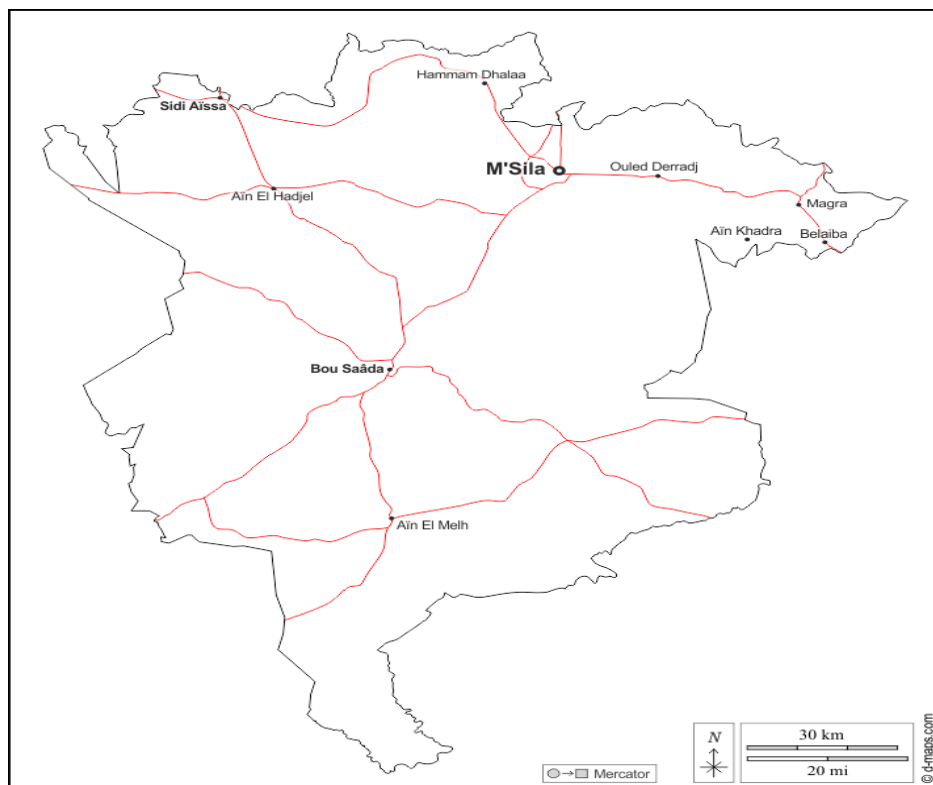 Hammam Dhalaa
Sidi Aïssa
M'Sila
Ouled Derradj
Aïn El Hadjel
Magra
Aïn Khadra
Belaiba
Bou Saâda
Aïn El Melh
N
30 km
20 mi
Mercator
© d-maps.com